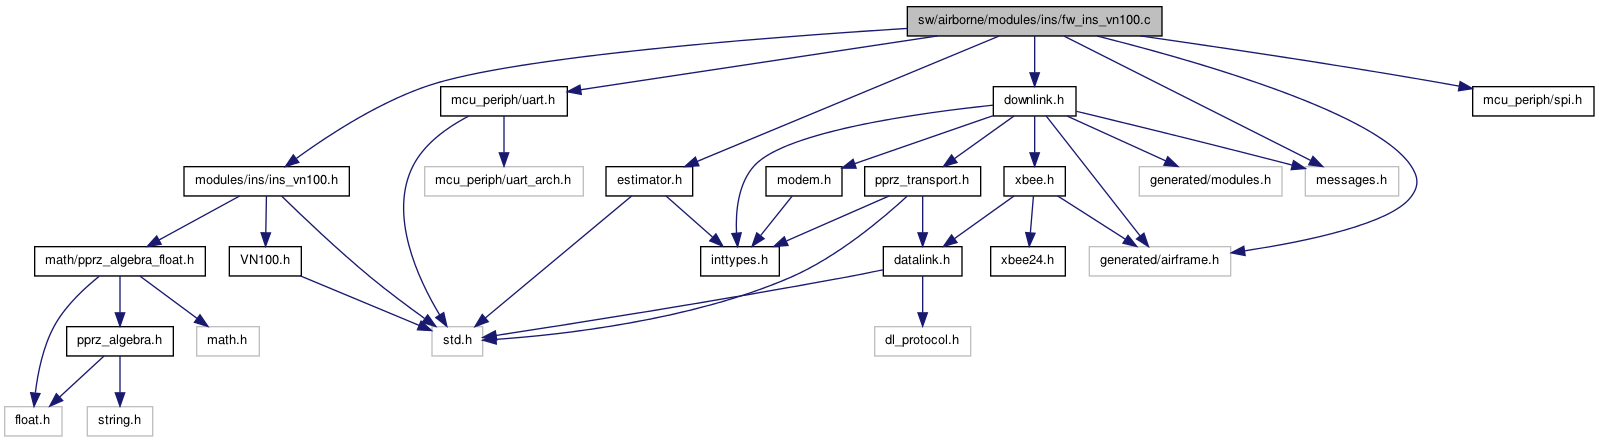 sw/airborne/modules/ins/fw_ins_vn100.c
mcu_periph/uart.h
downlink.h
mcu_periph/spi.h
modules/ins/ins_vn100.h
mcu_periph/uart_arch.h
estimator.h
modem.h
pprz_transport.h
xbee.h
generated/modules.h
messages.h
math/pprz_algebra_float.h
VN100.h
inttypes.h
datalink.h
xbee24.h
generated/airframe.h
pprz_algebra.h
math.h
std.h
dl_protocol.h
float.h
string.h